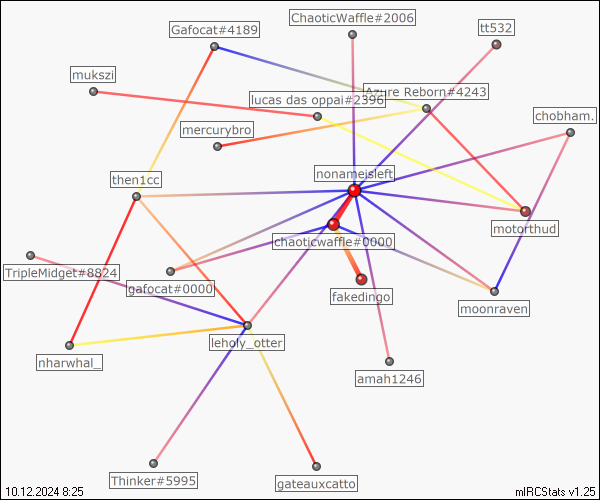 ChaoticWaffle#2006
Gafocat#4189
tt532
mukszi
Azure Reborn#4243
lucas das oppai#2396
chobham.
mercurybro
nonameisleft
then1cc
motorthud
chaoticwaffle#0000
TripleMidget#8824
gafocat#0000
fakedingo
moonraven
leholy_otter
nharwhal_
amah1246
Thinker#5995
gateauxcatto
10.12.2024 8:25
mIRCStats v1.25